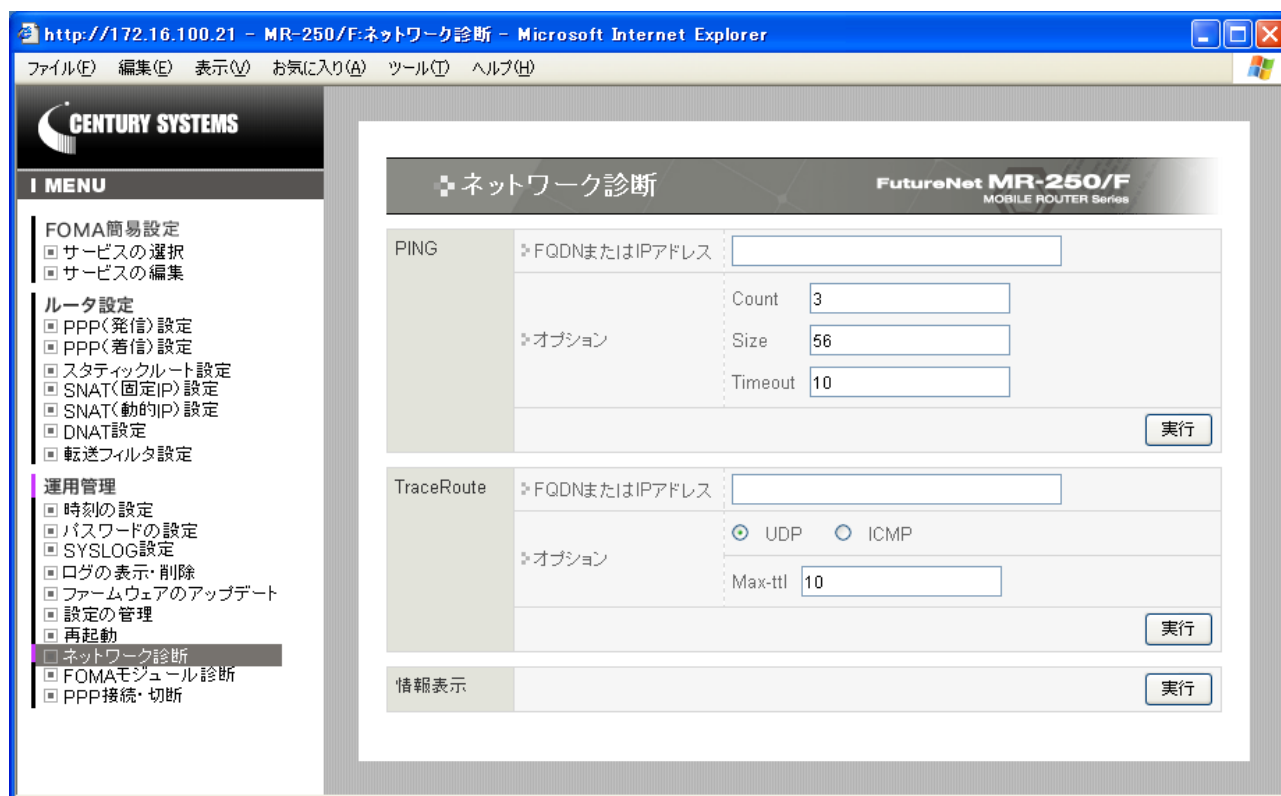 http://172.16.100.21 - MR-250/F:ネットワーク診断 - Microsoft Internet Explorer
ファイル(F) 編集(E) 表示(V) お気に入り(A) ツール(T) ヘルプ(H)
CENTURY SYSTEMS
MENU
FOMA簡易設定
サービスの選択
サービスの編集
ルータ設定
PPP(発信)設定
PPP(着信)設定
スタティックルート設定
SNAT(固定IP)設定
SNAT(動的IP)設定
DNAT設定
転送フィルタ設定
運用管理
時刻の設定
パスワードの設定
SYSLOG設定
ログの表示・削除
ファームウェアのアップデート
設定の管理
再起動
ネットワーク診断
FOMAモジュール診断
PPP接続・切断
ネットワーク診断
FutureNet MR-250/F
MOBILE ROUTER Series
PING
FQDNまたはIPアドレス
オプション
Count 3
Size 56
Timeout 10
実行
TraceRoute
FQDNまたはIPアドレス
オプション
UDP ICMP
Max-ttl 10
実行
情報表示
実行